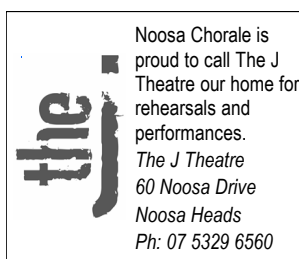 the j
Noosa Chorale is
proud to call The J
Theatre our home for
rehearsals and
performances.
The J Theatre
60 Noosa Drive
Noosa Heads
Ph: 07 5329 6560